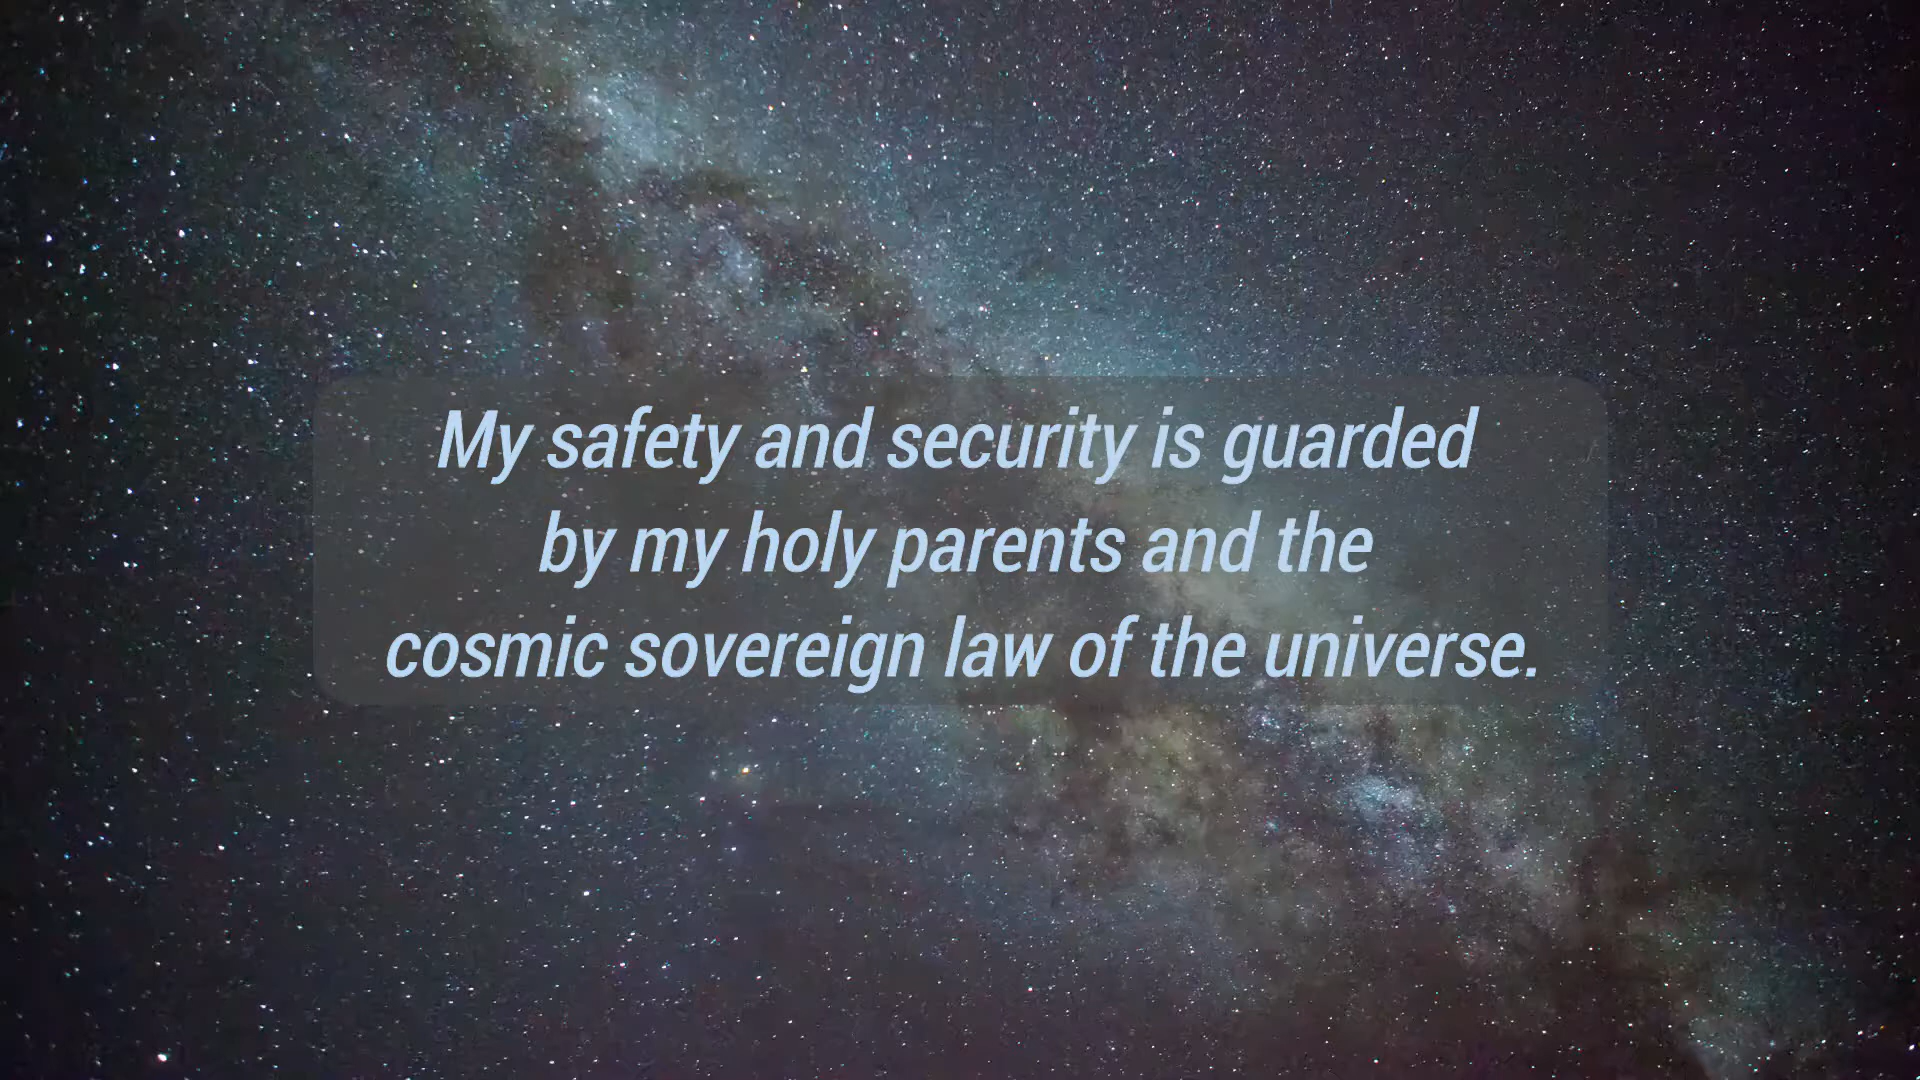 My safety and security is guarded
by my holy parents and the
cosmic sovereign law of the universe.